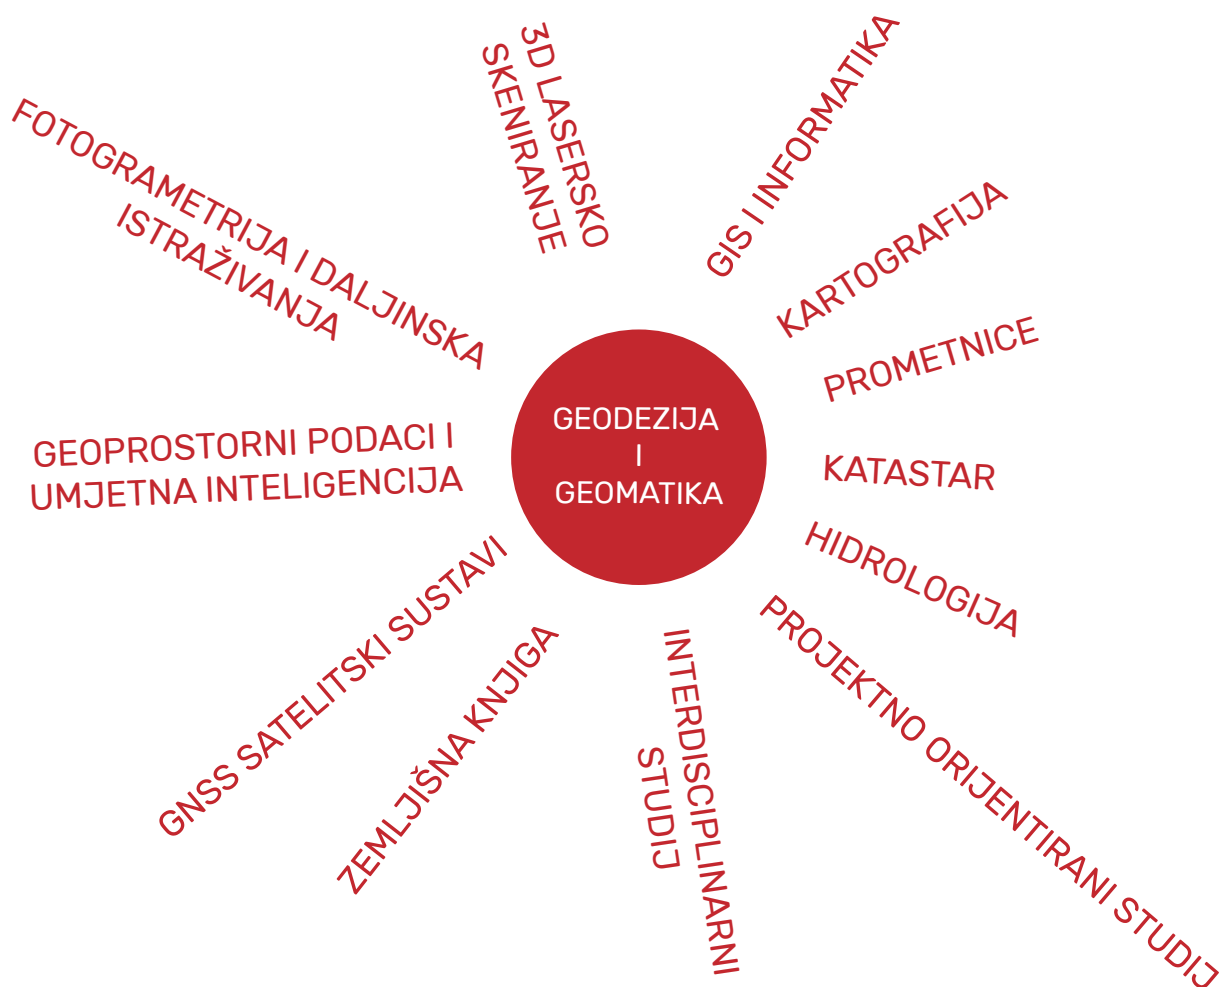 3D LASERSKO
SKENIRANJE
GIS I INFORMATIKA
FOTOGRAMETRIJA I DALJINSKA
ISTRAŽIVANJA
KARTOGRAFIJA
PROMETNICE
GEODEZIJA
I
GEOMATIKA
GEOPROSTORNI PODACI I
UMJETNA INTELIGENCIJA
KATASTAR
HIDROLOGIJA
GNSS SATELITSKI SUSTAVI
ZEMLJIŠNA KNJIGA
INTERDISCIPLINARNI
STUDIJ
PROJEKTNO ORIJENTIRANI STUDIJ